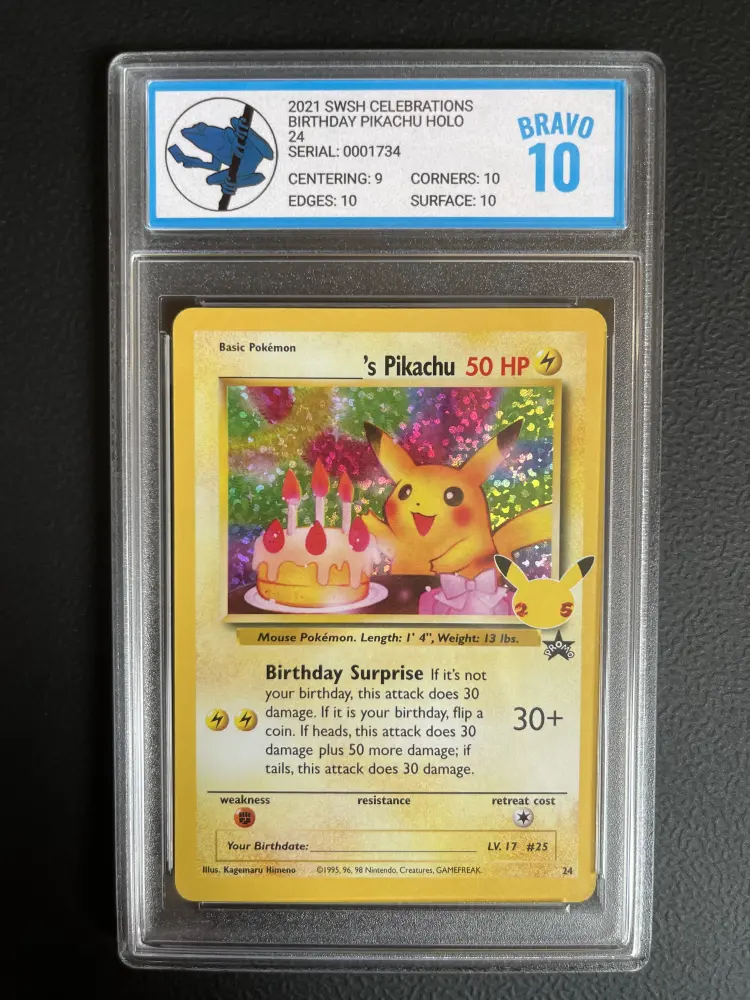 2021 SWSH CELEBRATIONS
BIRTHDAY PIKACHU HOLO
24
SERIAL: 0001734
CENTERING: 9 CORNERS: 10
EDGES: 10 SURFACE: 10
BRAVO
10
Basic Pokémon
____________'s Pikachu 50 HP
25
PROMO
Mouse Pokémon. Length: 1' 4", Weight: 13 lbs.
Birthday Surprise If it's not
your birthday, this attack does 30
damage. If it is your birthday, flip a
coin. If heads, this attack does 30
damage plus 50 more damage; if
tails, this attack does 30 damage.
30+
weakness resistance retreat cost
Your Birthdate: ____________ LV. 17 #25
Illus. Kagemaru Himeno ©1995, 96, 98 Nintendo, Creatures, GAMEFREAK. 24